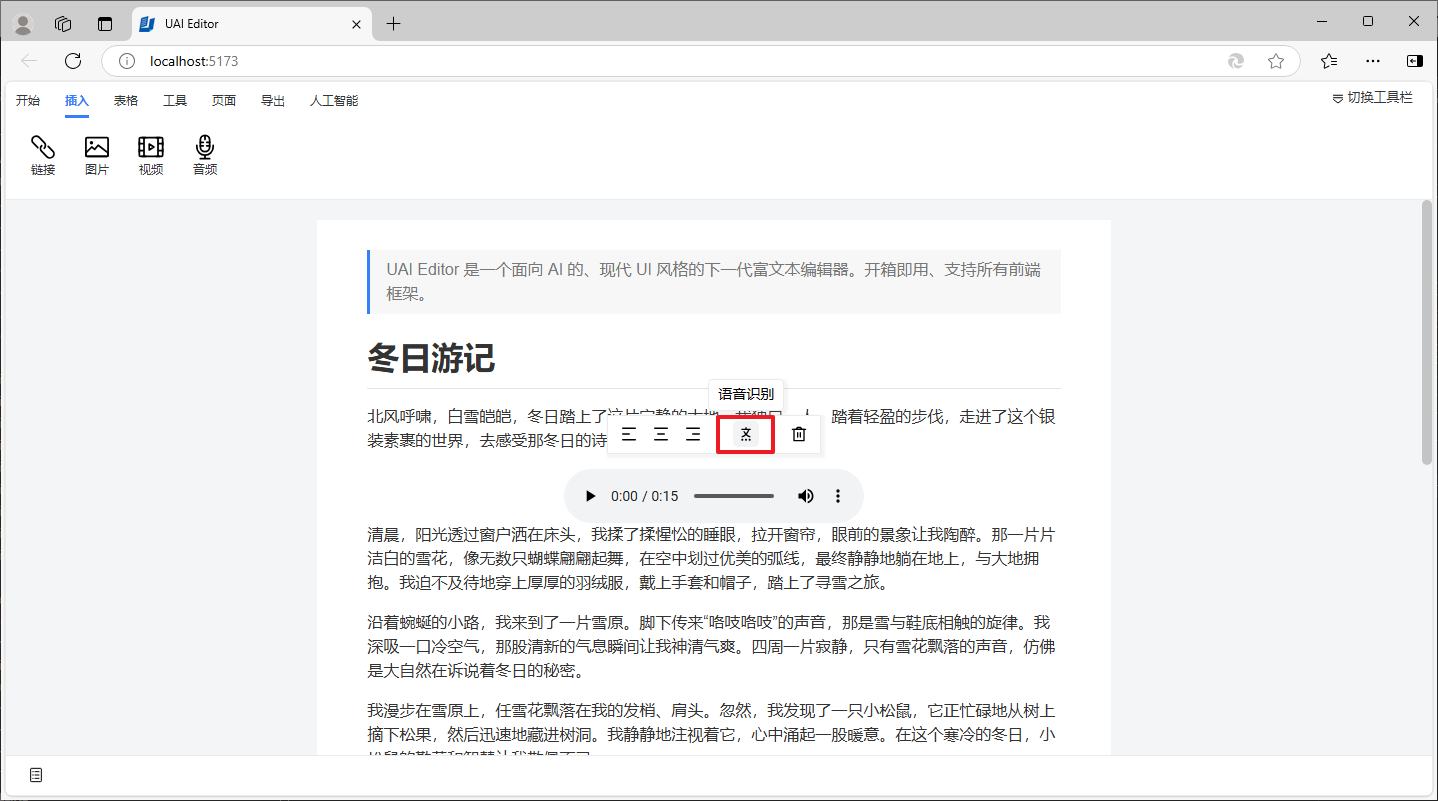 UAI Editor
localhost:5173
开始 插入 表格 工具 页面 导出 人工智能
切换工具栏
链接 图片 视频 音频
UAI Editor 是一个面向 AI 的、现代 UI 风格的下一代富文本编辑器。开箱即用、支持所有前端
框架。
冬日游记
语音识别
北风呼啸，白雪皑皑，冬日踏上了这片宁静的大地。我独自一人，踏着轻盈的步伐，走进了这个银
装素裹的世界，去感受那冬日的诗
0:00 / 0:15
清晨，阳光透过窗户洒在床头，我揉了揉惺忪的睡眼，拉开窗帘，眼前的景象让我陶醉。那一片片
洁白的雪花，像无数只蝴蝶翩翩起舞，在空中划过优美的弧线，最终静静地躺在地上，与大地拥
抱。我迫不及待地穿上厚厚的羽绒服，戴上手套和帽子，踏上了寻雪之旅。
沿着蜿蜒的小路，我来到了一片雪原。脚下传来“咯吱咯吱”的声音，那是雪与鞋底相触的旋律。我
深吸一口冷空气，那股清新的气息瞬间让我神清气爽。四周一片寂静，只有雪花飘落的声音，仿佛
是大自然在诉说着冬日的秘密。
我漫步在雪原上，任雪花飘落在我的发梢、肩头。忽然，我发现了一只小松鼠，它正忙碌地从树上
摘下松果，然后迅速地藏进树洞。我静静地注视着它，心中涌起一股暖意。在这个寒冷的冬日，小